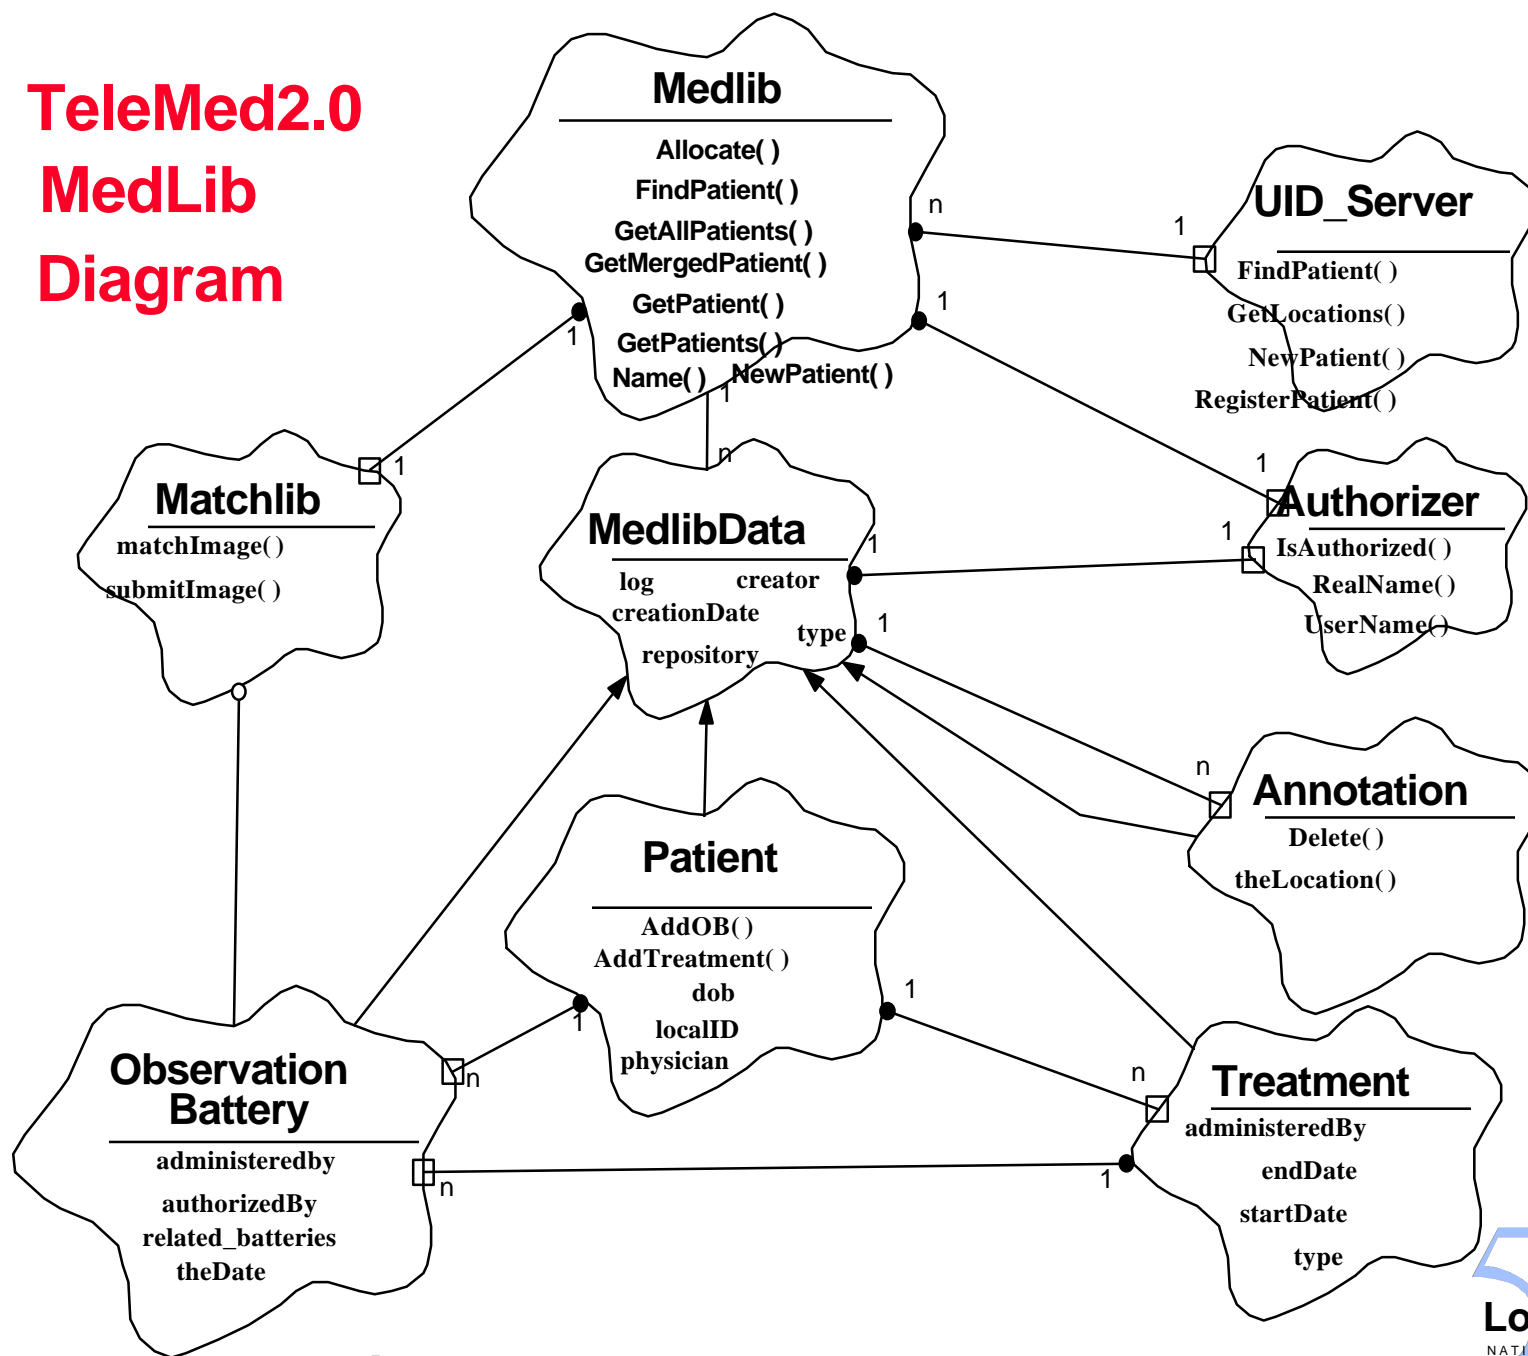 TeleMed2.0
MedLib
Diagram
Medlib
Allocate( )
FindPatient( )
GetAllPatients( )
GetMergedPatient( )
GetPatient( )
GetPatients( )
Name( ) NewPatient( )
n
1
1
1
1
1
n
UID_Server
FindPatient( )
GetLocations( )
NewPatient( )
RegisterPatient( )
Matchlib
matchImage( )
submitImage( )
1
MedlibData
log creator
creationDate
type
repository
1
1
1
1
Authorizer
IsAuthorized( )
RealName( )
UserName()
n
Annotation
Delete( )
theLocation( )
Patient
AddOB( )
AddTreatment( )
dob
localID
physician
1
1
n
n
Observation
Battery
administeredby
authorizedBy
related_batteries
theDate
n
1
Treatment
administeredBy
endDate
startDate
type